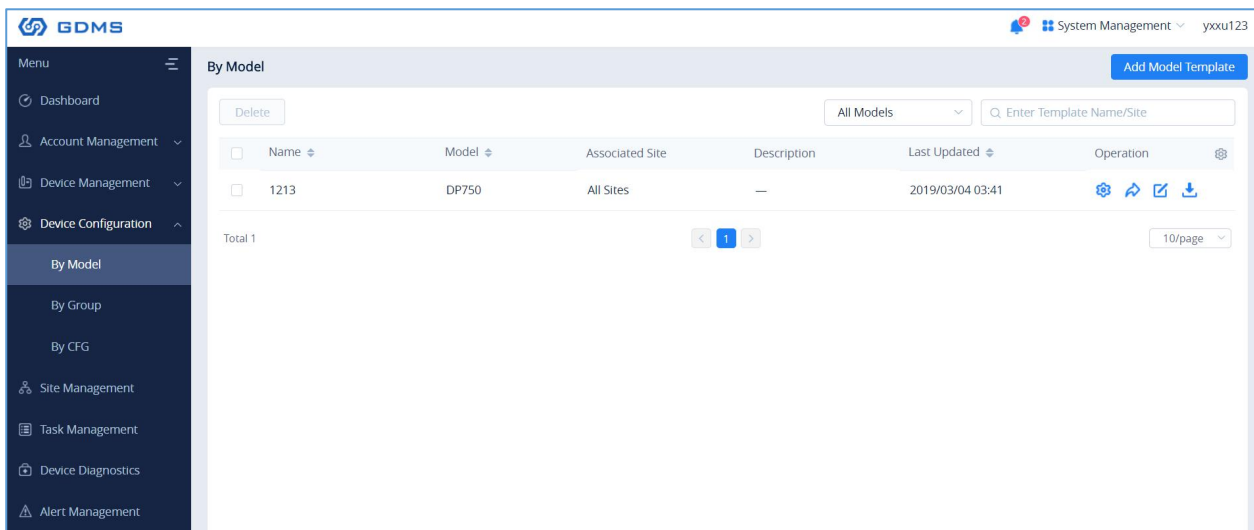 GDMS
2
System Management
yxxu123
Menu
By Model
Add Model Template
Dashboard
Account Management
Device Management
Device Configuration
By Model
By Group
By CFG
Site Management
Task Management
Device Diagnostics
Alert Management
Delete
All Models
Enter Template Name/Site
Name Model Associated Site Description Last Updated Operation
1213 DP750 All Sites — 2019/03/04 03:41
Total 1
< 1 >
10/page